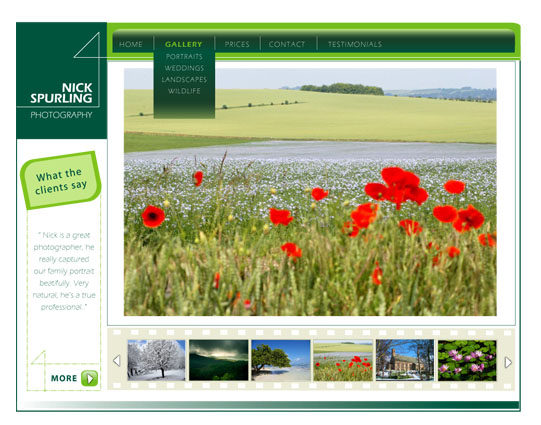 NICK
SPURLING
PHOTOGRAPHY
HOME
GALLERY
PRICES
CONTACT
TESTIMONIALS
PORTRAITS
WEDDINGS
LANDSCAPES
WILDLIFE
What the
clients say
" Nick is a great
photographer, he
really captured
our family portrait
beatifully. Very
natural, he's a true
professional. "
MORE